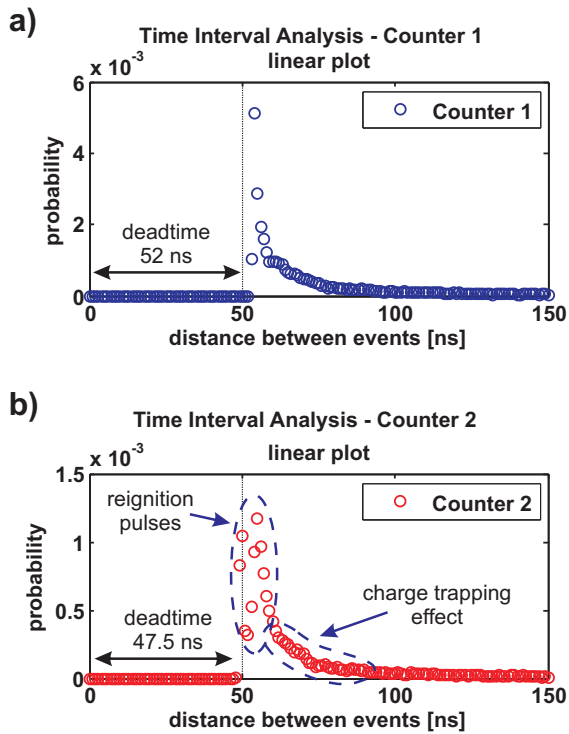 a)
Time Interval Analysis - Counter 1
linear plot
x 10⁻³
6
4
2
0
probability
Counter 1
deadtime
52 ns
0 50 100 150
distance between events [ns]
b)
Time Interval Analysis - Counter 2
linear plot
x 10⁻³
1.5
1
0.5
0
probability
reignition
pulses
Counter 2
charge trapping
effect
deadtime
47.5 ns
0 50 100 150
distance between events [ns]